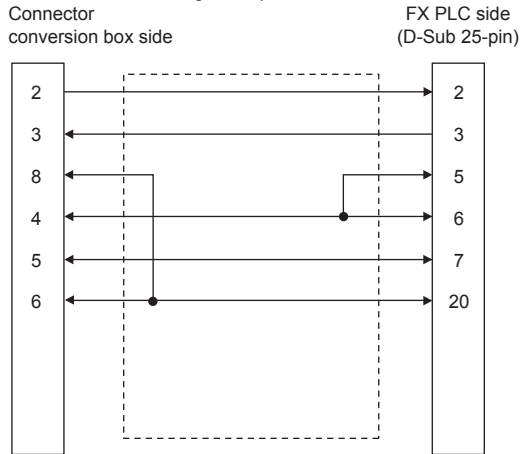 Connector
conversion box side
FX PLC side
(D-Sub 25-pin)
2 2
3 3
8 5
4 6
5 7
6 20